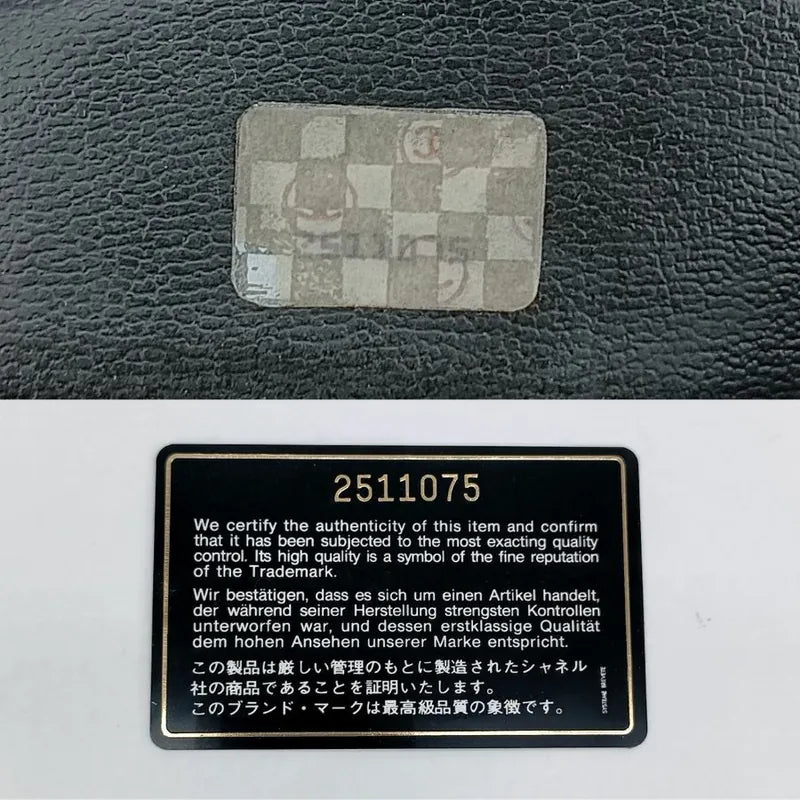 2511075
2511075
We certify the authenticity of this item and confirm
that it has been subjected to the most exacting quality
control. Its high quality is a symbol of the fine reputation
of the Trademark.
Wir bestätigen, dass es sich um einen Artikel handelt,
der während seiner Herstellung strengsten Kontrollen
unterworfen war, und dessen erstklassige Qualität
dem hohen Ansehen unserer Marke entspricht.
この製品は厳しい管理のもとに製造されたシャネル
社の商品であることを証明いたします。
このブランド・マークは最高級品質の象徴です。
SYSTEME BREVETE